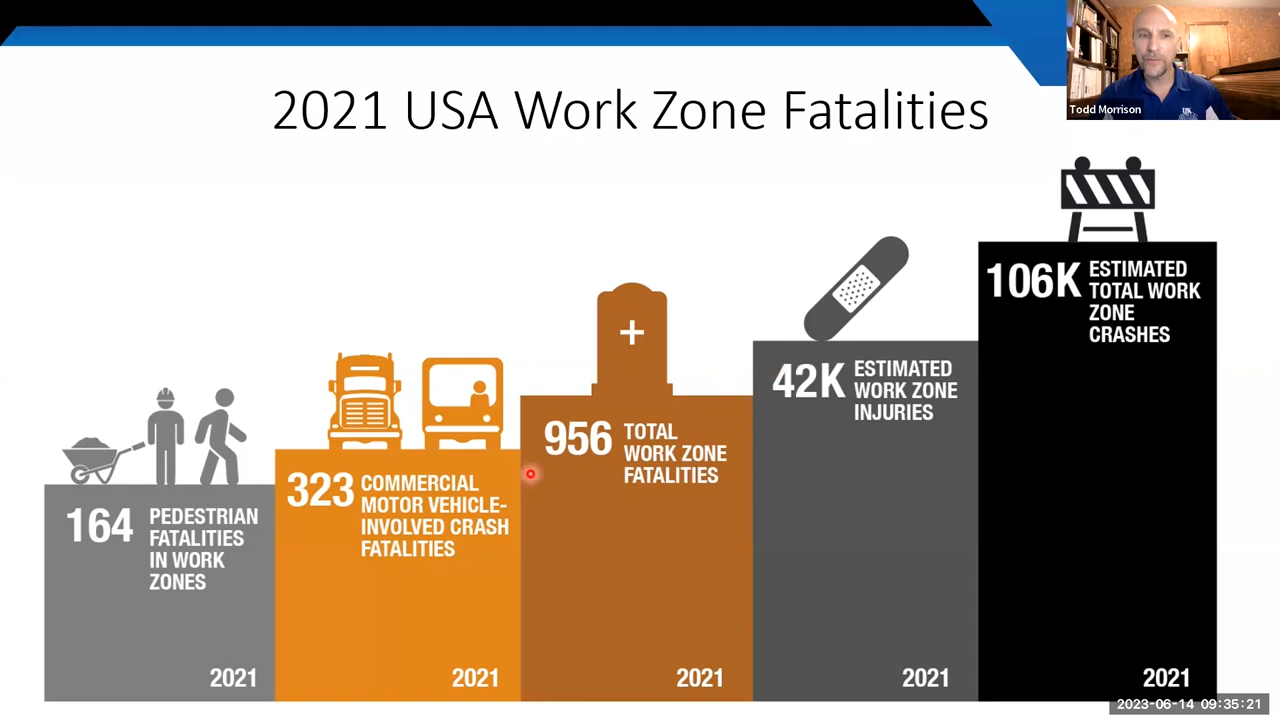 2021 USA Work Zone Fatalities
Todd Morrison
164
PEDESTRIAN
FATALITIES
IN WORK
ZONES
2021
323
COMMERCIAL
MOTOR VEHICLE-
INVOLVED CRASH
FATALITIES
2021
956
TOTAL
WORK ZONE
FATALITIES
2021
42K
ESTIMATED
WORK ZONE
INJURIES
2021
106K
ESTIMATED
TOTAL WORK
ZONE
CRASHES
2021
2023-06-14 09:35:21